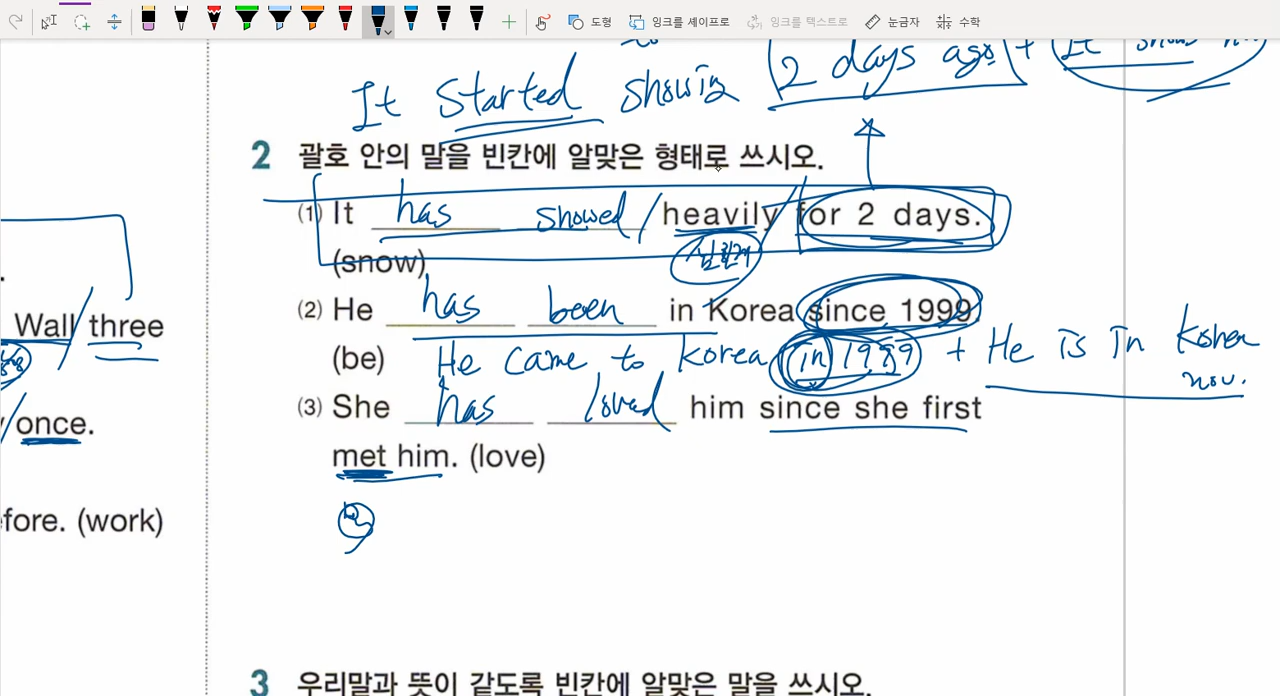 도형 잉크를 셰이프로 잉크를 텍스트로 눈금자 수학
It started showing 2 days ago + It
2 괄호 안의 말을 빈칸에 알맞은 형태로 쓰시오.
(1) It has showed / heavily / for 2 days.
(snow)
(2) He has been in Korea since 1999.
(be) He came to Korea in 1999 + He is in Korea
now.
(3) She has loved him since she first
met him. (love)
Wall / three
/ once.
efore. (work)
3 우리말과 뜻이 같도록 빈칸에 알맞은 말을 쓰시오.